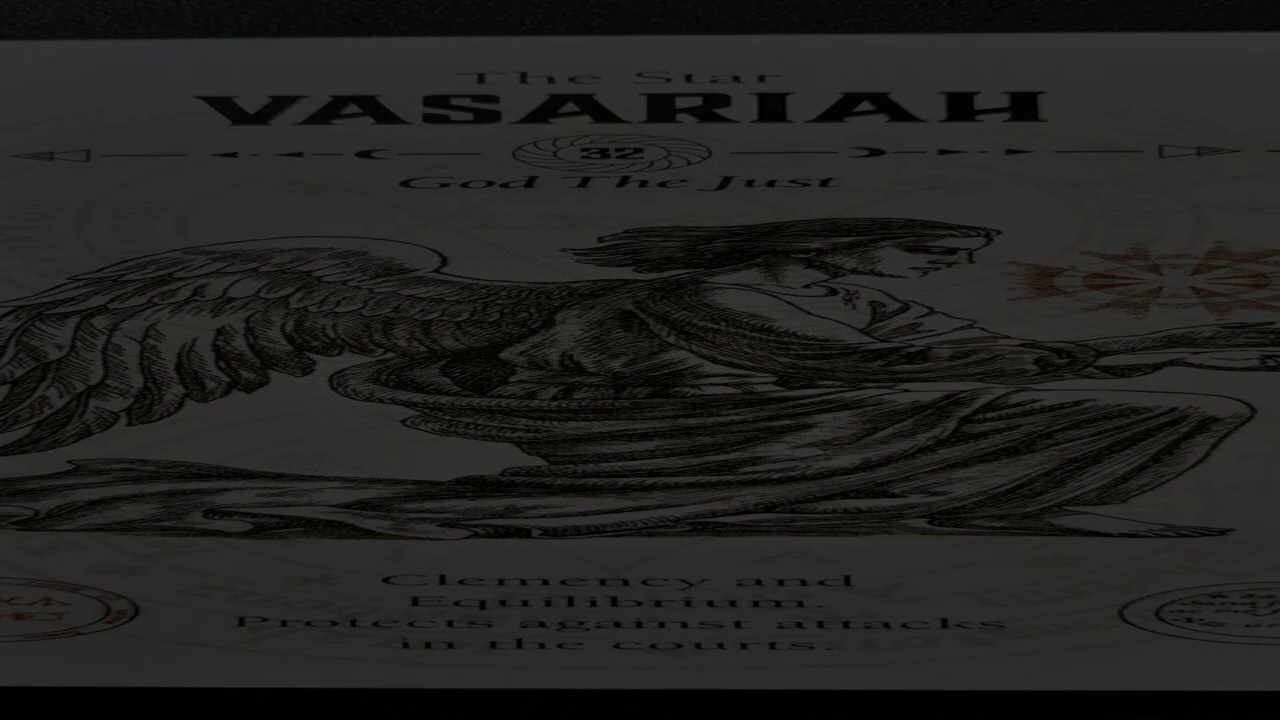 The Star
VASARIAH
32
God The Just
Clemency and
Equilibrium.
Protects against attacks
in the courts.